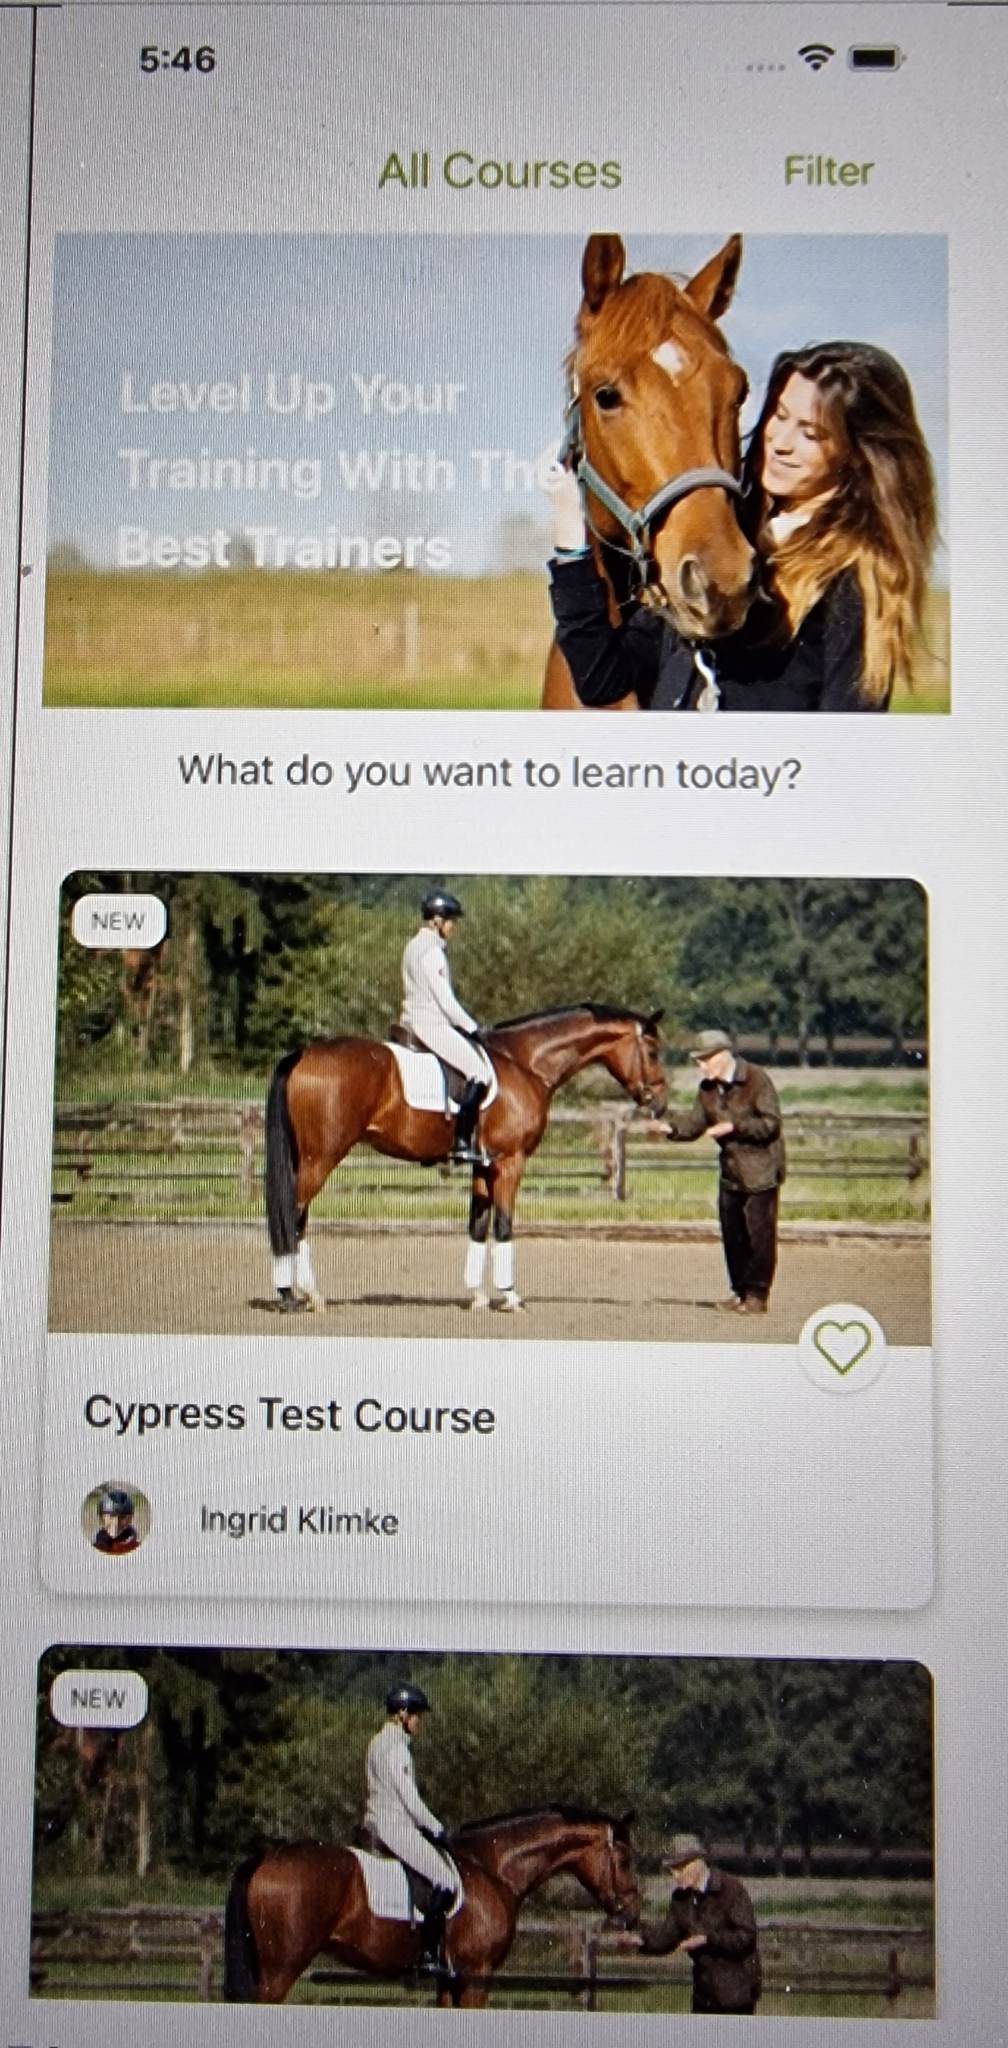 5:46
All Courses
Filter
Level Up Your
Training With The
Best Trainers
What do you want to learn today?
NEW
Cypress Test Course
Ingrid Klimke
NEW